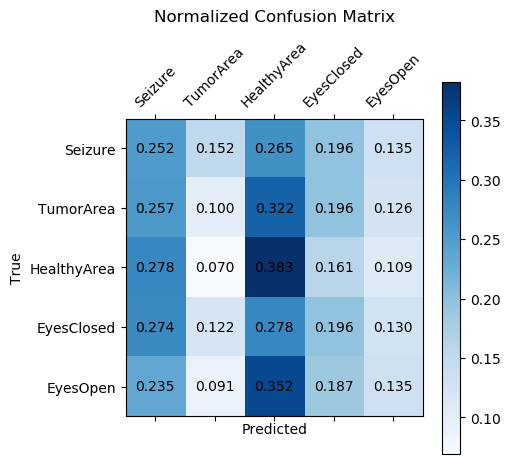 Normalized Confusion Matrix
Seizure TumorArea HealthyArea EyesClosed EyesOpen
Seizure 0.252 0.152 0.265 0.196 0.135
TumorArea 0.257 0.100 0.322 0.196 0.126
HealthyArea 0.278 0.070 0.383 0.161 0.109
EyesClosed 0.274 0.122 0.278 0.196 0.130
EyesOpen 0.235 0.091 0.352 0.187 0.135
True
Predicted
0.35
0.30
0.25
0.20
0.15
0.10